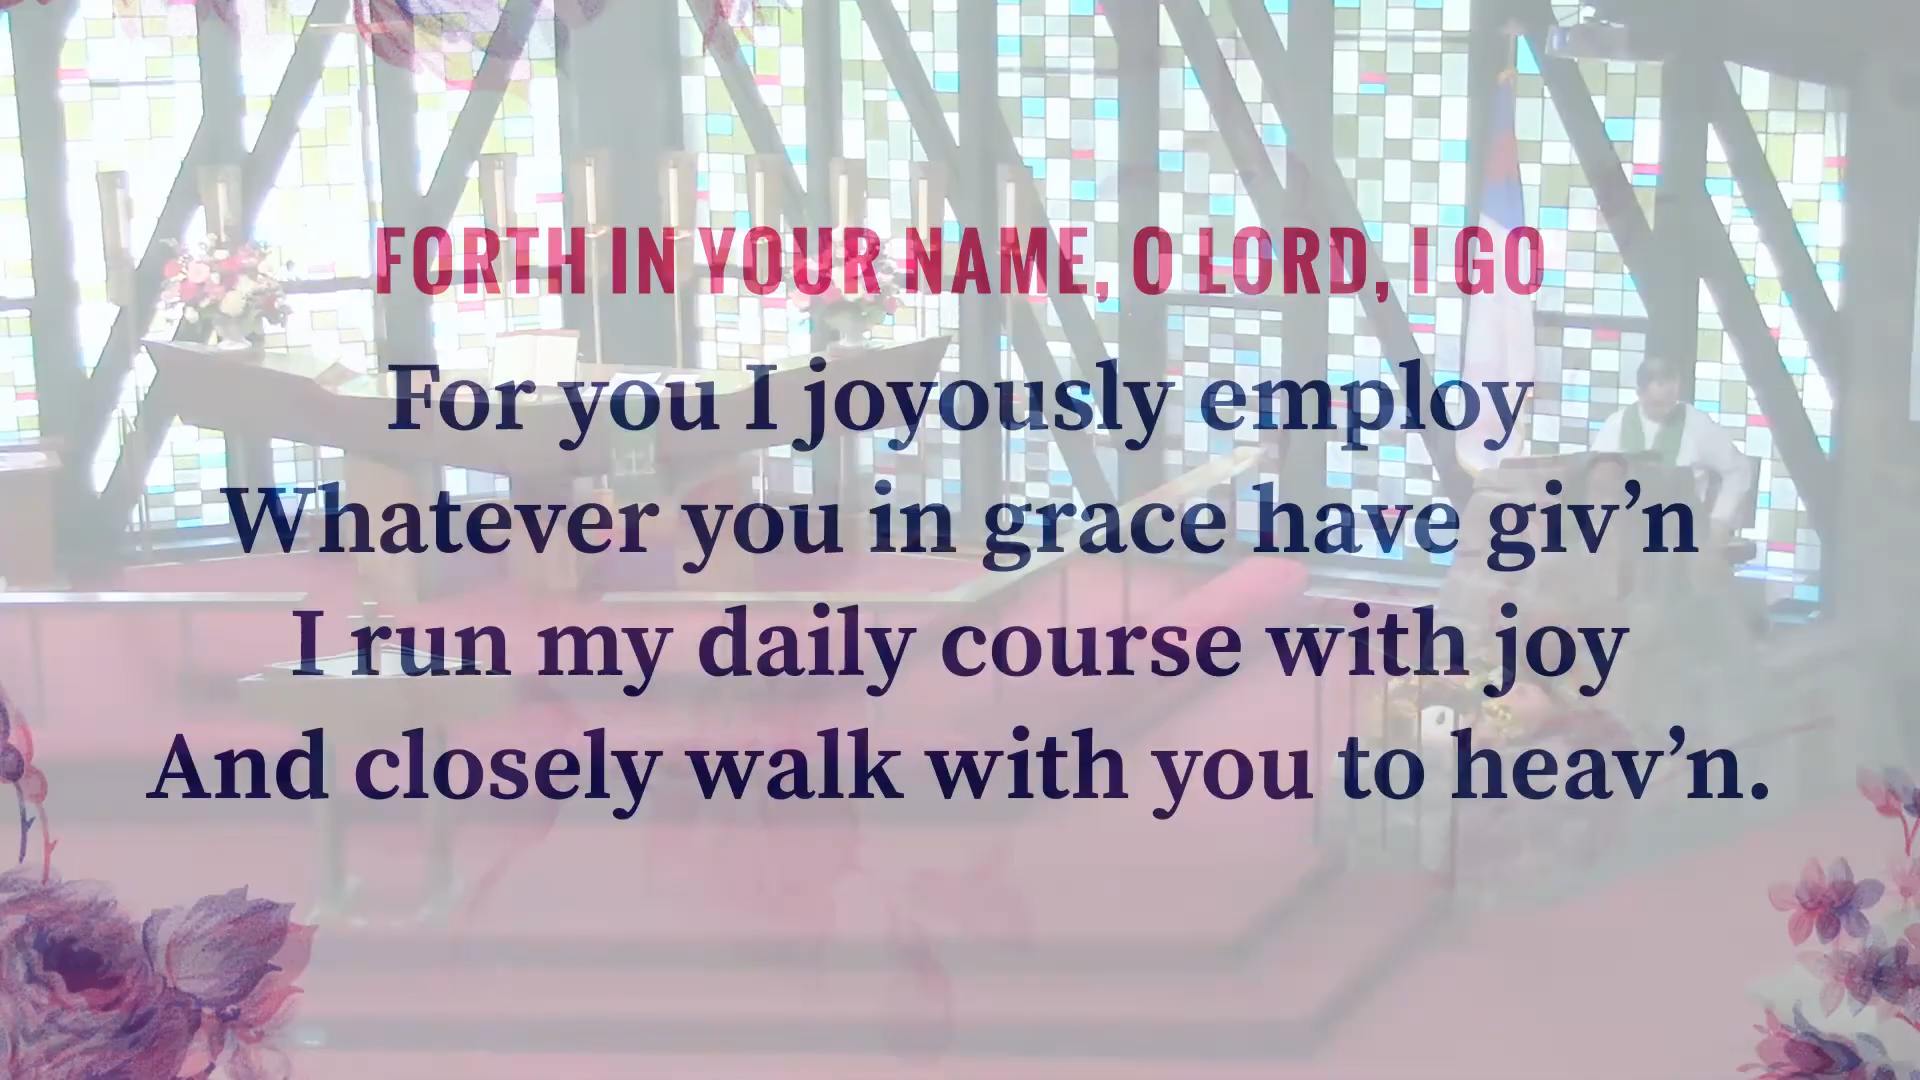 FORTH IN YOUR NAME, O LORD, I GO
For you I joyously employ
Whatever you in grace have giv’n
I run my daily course with joy
And closely walk with you to heav’n.